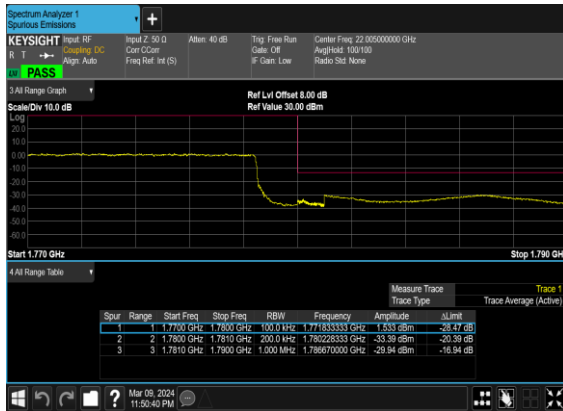 Spectrum Analyzer 1
Spurious Emissions
KEYSIGHT Input: RF Input Z: 50 Ω Atten: 40 dB Trig: Free Run Center Freq: 22.005000000 GHz
R T Coupling: DC Corr CCorr Gate: Off Avg|Hold: 100/100
Align: Auto Freq Ref: Int (S) IF Gain: Low Radio Std: None
PASS
3 All Range Graph
Ref Lvl Offset 8.00 dB
Scale/Div 10.0 dB Ref Value 30.00 dBm
Log
20.0
10.0
0.00
-10.0
-20.0
-30.0
-40.0
-50.0
-60.0
Start 1.770 GHz Stop 1.790 GH
4 All Range Table
Measure Trace Trace 1
Trace Type Trace Average (Active)
Spur Range Start Freq Stop Freq RBW Frequency Amplitude ΔLimit
1 1 1.7700 GHz 1.7800 GHz 100.0 kHz 1.771833333 GHz 1.533 dBm -28.47 dB
2 2 1.7800 GHz 1.7810 GHz 200.0 kHz 1.780228333 GHz -33.39 dBm -20.39 dB
3 3 1.7810 GHz 1.7900 GHz 1.000 MHz 1.786670000 GHz -29.94 dBm -16.94 dB
Mar 09, 2024
11:50:40 PM